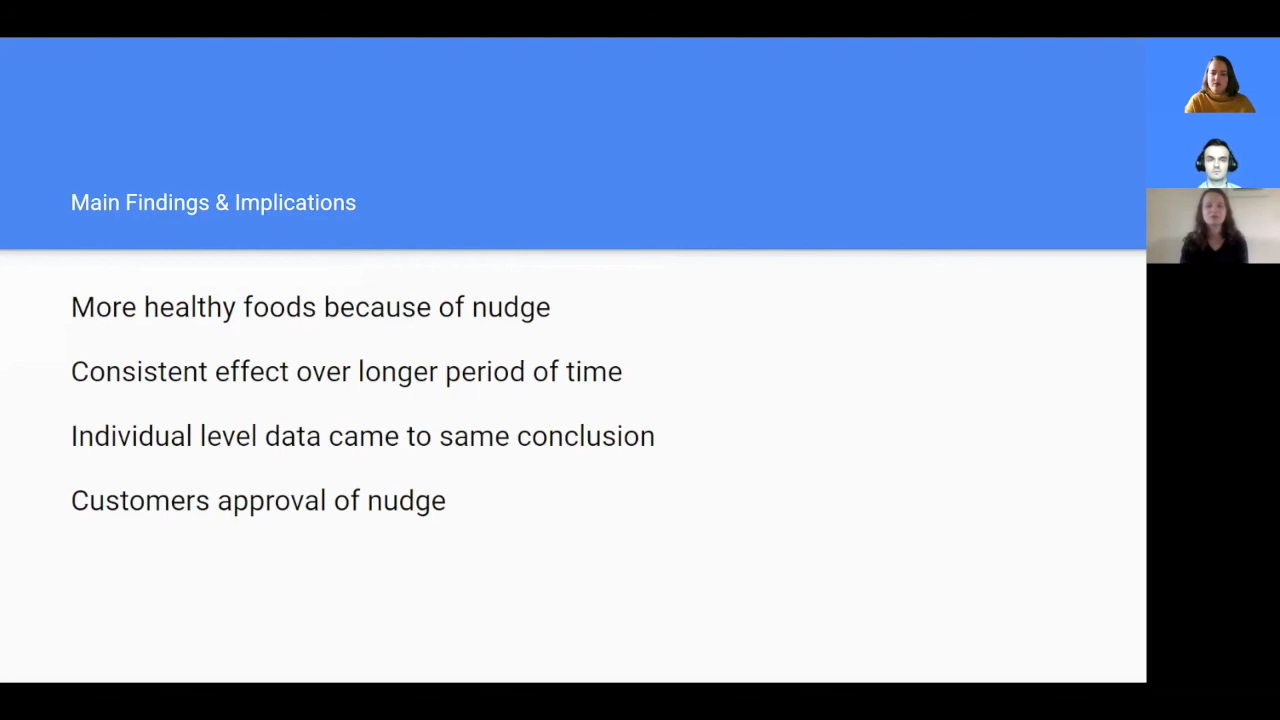 Main Findings & Implications
More healthy foods because of nudge
Consistent effect over longer period of time
Individual level data came to same conclusion
Customers approval of nudge